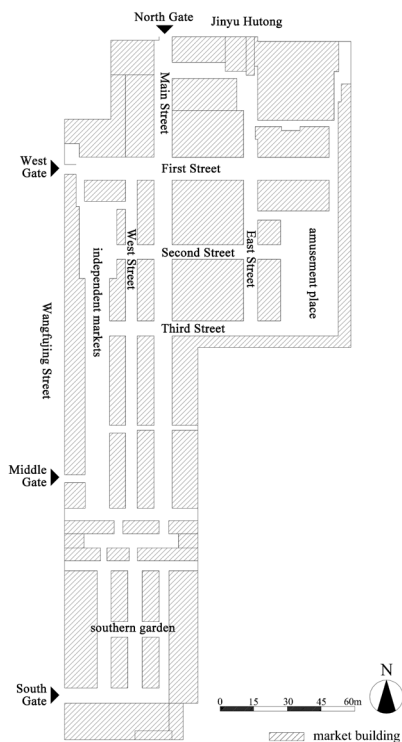 North Gate
Jinyu Hutong
Main Street
West
Gate
First Street
West Street
Second Street
East Street
independent markets
amusement place
Wangfujing Street
Third Street
Middle
Gate
southern garden
South
Gate
N
0 15 30 45 60m
market building